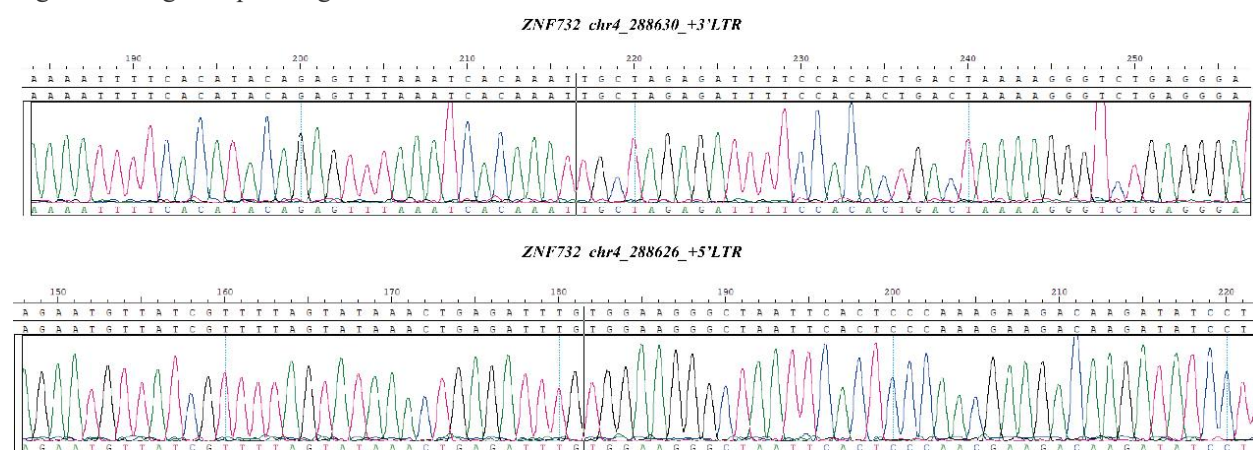 ZNF732 chr4_288630_+3'LTR
190 200 210 220 230 240 250
A A A A T T T T C A C A T A C A G A G T T T A A A T C A C A A A T T G C T A G A G A T T T T C C A C A C T G A C T A A A A G G G T C T G A G G G A
A A A A T T T T C A C A T A C A G A G T T T A A A T C A C A A A T T G C T A G A G A T T T T C C A C A C T G A C T A A A A G G G T C T G A G G G A
A A A A T T T T C A C A T A C A G A G T T T A A A T C A C A A A T T G C T A G A G A T T T T C C A C A C T G A C T A A A A G G G T C T G A G G G A
ZNF732 chr4_288626_+5'LTR
150 160 170 180 190 200 210 220
A G A A T G T T A T C G T T T T A G T A T A A A C T G A G A T T T G T G G A A G G G C T A A T T C A C T C C C A A A G A A G A C A A G A T A T C C T
A G A A T G T T A T C G T T T T A G T A T A A A C T G A G A T T T G T G G A A G G G C T A A T T C A C T C C C A A A G A A G A C A A G A T A T C C T
A G A A T G T T A T C G T T T T A G T A T A A A C T G A G A T T T G T G G A A G G G C T A A T T C A C T C C C A A C G A A G A C A A G A T A T C C T